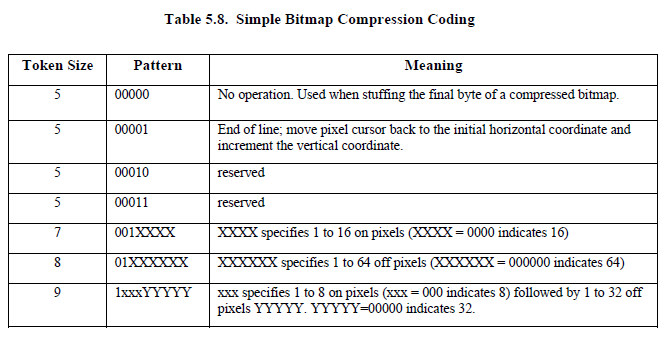 Table 5.8. Simple Bitmap Compression Coding
Token Size Pattern Meaning
5 00000 No operation. Used when stuffing the final byte of a compressed bitmap.
5 00001 End of line; move pixel cursor back to the initial horizontal coordinate and
increment the vertical coordinate.
5 00010 reserved
5 00011 reserved
7 001XXXX XXXX specifies 1 to 16 on pixels (XXXX = 0000 indicates 16)
8 01XXXXXX XXXXXX specifies 1 to 64 off pixels (XXXXXX = 000000 indicates 64)
9 1xxxYYYYY xxx specifies 1 to 8 on pixels (xxx = 000 indicates 8) followed by 1 to 32 off
pixels YYYYY. YYYYY=00000 indicates 32.